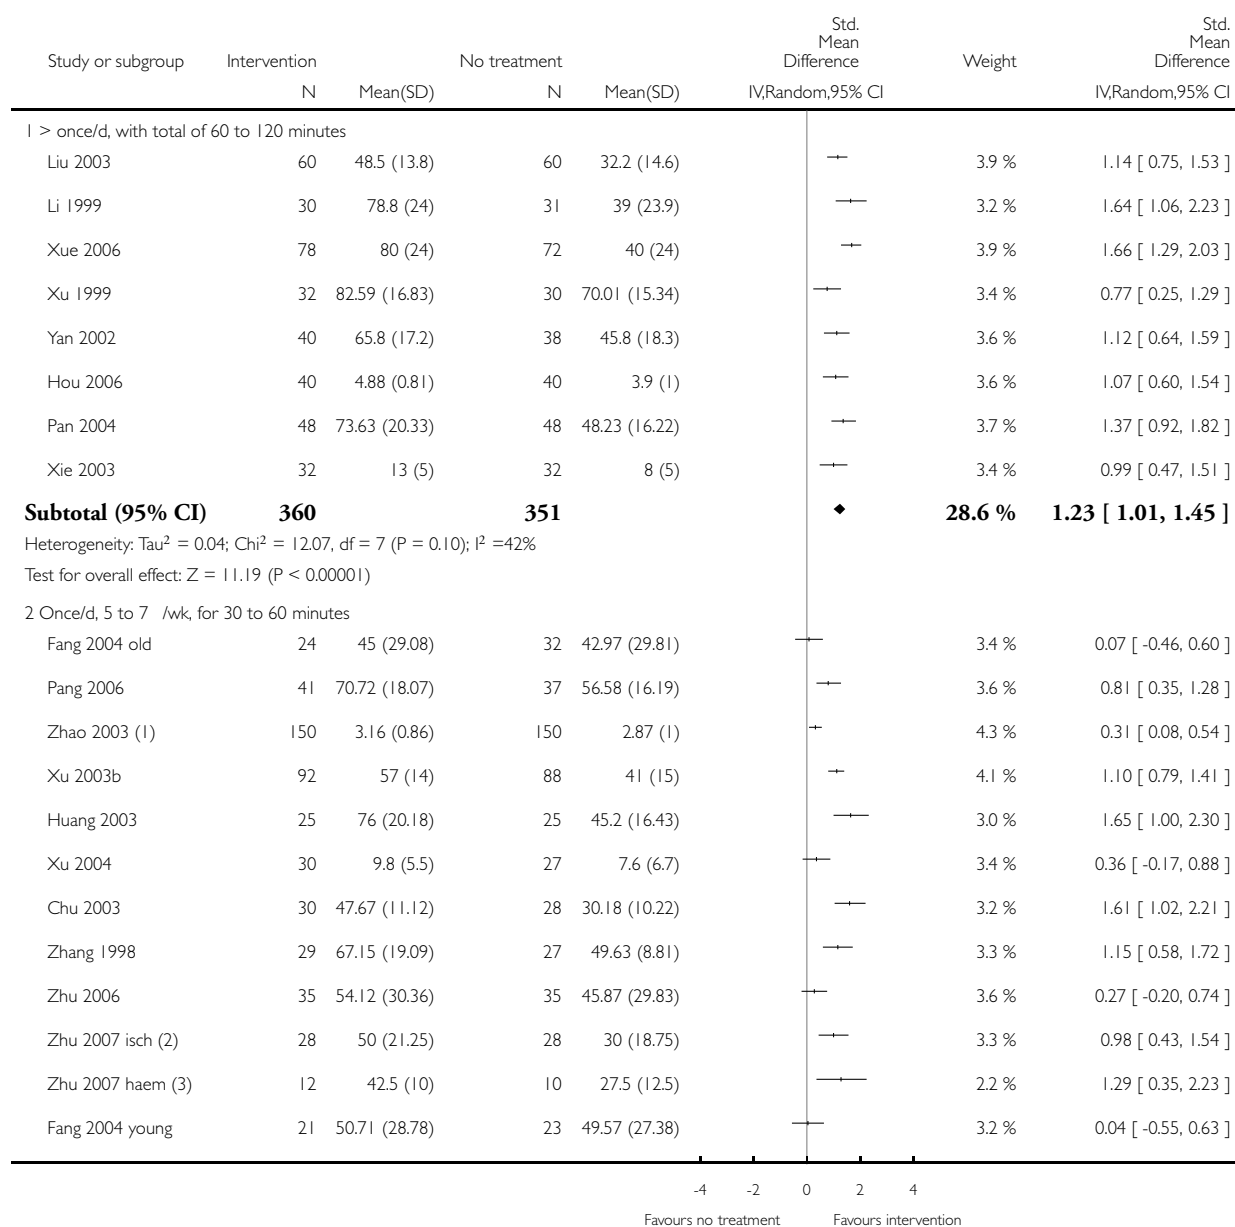 Std.
Mean
Difference
Std.
Mean
Difference
Study or subgroup Intervention No treatment Weight
N Mean(SD) N Mean(SD) IV,Random,95% CI IV,Random,95% CI
1 > once/d, with total of 60 to 120 minutes
Liu 2003 60 48.5 (13.8) 60 32.2 (14.6) 3.9 % 1.14 [ 0.75, 1.53 ]
Li 1999 30 78.8 (24) 31 39 (23.9) 3.2 % 1.64 [ 1.06, 2.23 ]
Xue 2006 78 80 (24) 72 40 (24) 3.9 % 1.66 [ 1.29, 2.03 ]
Xu 1999 32 82.59 (16.83) 30 70.01 (15.34) 3.4 % 0.77 [ 0.25, 1.29 ]
Yan 2002 40 65.8 (17.2) 38 45.8 (18.3) 3.6 % 1.12 [ 0.64, 1.59 ]
Hou 2006 40 4.88 (0.81) 40 3.9 (1) 3.6 % 1.07 [ 0.60, 1.54 ]
Pan 2004 48 73.63 (20.33) 48 48.23 (16.22) 3.7 % 1.37 [ 0.92, 1.82 ]
Xie 2003 32 13 (5) 32 8 (5) 3.4 % 0.99 [ 0.47, 1.51 ]
Subtotal (95% CI) 360 351 28.6 % 1.23 [ 1.01, 1.45 ]
Heterogeneity: Tau² = 0.04; Chi² = 12.07, df = 7 (P = 0.10); I² =42%
Test for overall effect: Z = 11.19 (P < 0.00001)
2 Once/d, 5 to 7 /wk, for 30 to 60 minutes
Fang 2004 old 24 45 (29.08) 32 42.97 (29.81) 3.4 % 0.07 [ -0.46, 0.60 ]
Pang 2006 41 70.72 (18.07) 37 56.58 (16.19) 3.6 % 0.81 [ 0.35, 1.28 ]
Zhao 2003 (1) 150 3.16 (0.86) 150 2.87 (1) 4.3 % 0.31 [ 0.08, 0.54 ]
Xu 2003b 92 57 (14) 88 41 (15) 4.1 % 1.10 [ 0.79, 1.41 ]
Huang 2003 25 76 (20.18) 25 45.2 (16.43) 3.0 % 1.65 [ 1.00, 2.30 ]
Xu 2004 30 9.8 (5.5) 27 7.6 (6.7) 3.4 % 0.36 [ -0.17, 0.88 ]
Chu 2003 30 47.67 (11.12) 28 30.18 (10.22) 3.2 % 1.61 [ 1.02, 2.21 ]
Zhang 1998 29 67.15 (19.09) 27 49.63 (8.81) 3.3 % 1.15 [ 0.58, 1.72 ]
Zhu 2006 35 54.12 (30.36) 35 45.87 (29.83) 3.6 % 0.27 [ -0.20, 0.74 ]
Zhu 2007 isch (2) 28 50 (21.25) 28 30 (18.75) 3.3 % 0.98 [ 0.43, 1.54 ]
Zhu 2007 haem (3) 12 42.5 (10) 10 27.5 (12.5) 2.2 % 1.29 [ 0.35, 2.23 ]
Fang 2004 young 21 50.71 (28.78) 23 49.57 (27.38) 3.2 % 0.04 [ -0.55, 0.63 ]
-4 -2 0 2 4
Favours no treatment Favours intervention